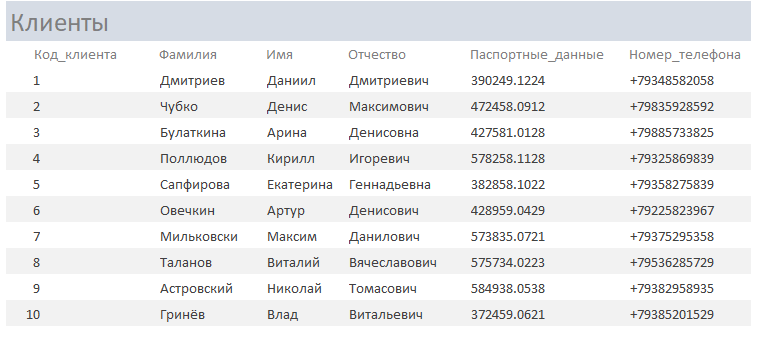 Клиенты
Код_клиента Фамилия Имя Отчество Паспортные_данные Номер_телефона
1 Дмитриев Даниил Дмитриевич 390249.1224 +79348582058
2 Чубко Денис Максимович 472458.0912 +79835928592
3 Булаткина Арина Денисовна 427581.0128 +79885733825
4 Поллюдов Кирилл Игоревич 578258.1128 +79325869839
5 Сапфирова Екатерина Геннадьевна 382858.1022 +79358275839
6 Овечкин Артур Денисович 428959.0429 +79225823967
7 Мильковски Максим Данилович 573835.0721 +79375295358
8 Таланов Виталий Вячеславович 575734.0223 +79536285729
9 Астровский Николай Томасович 584938.0538 +79382958935
10 Гринёв Влад Витальевич 372459.0621 +79385201529